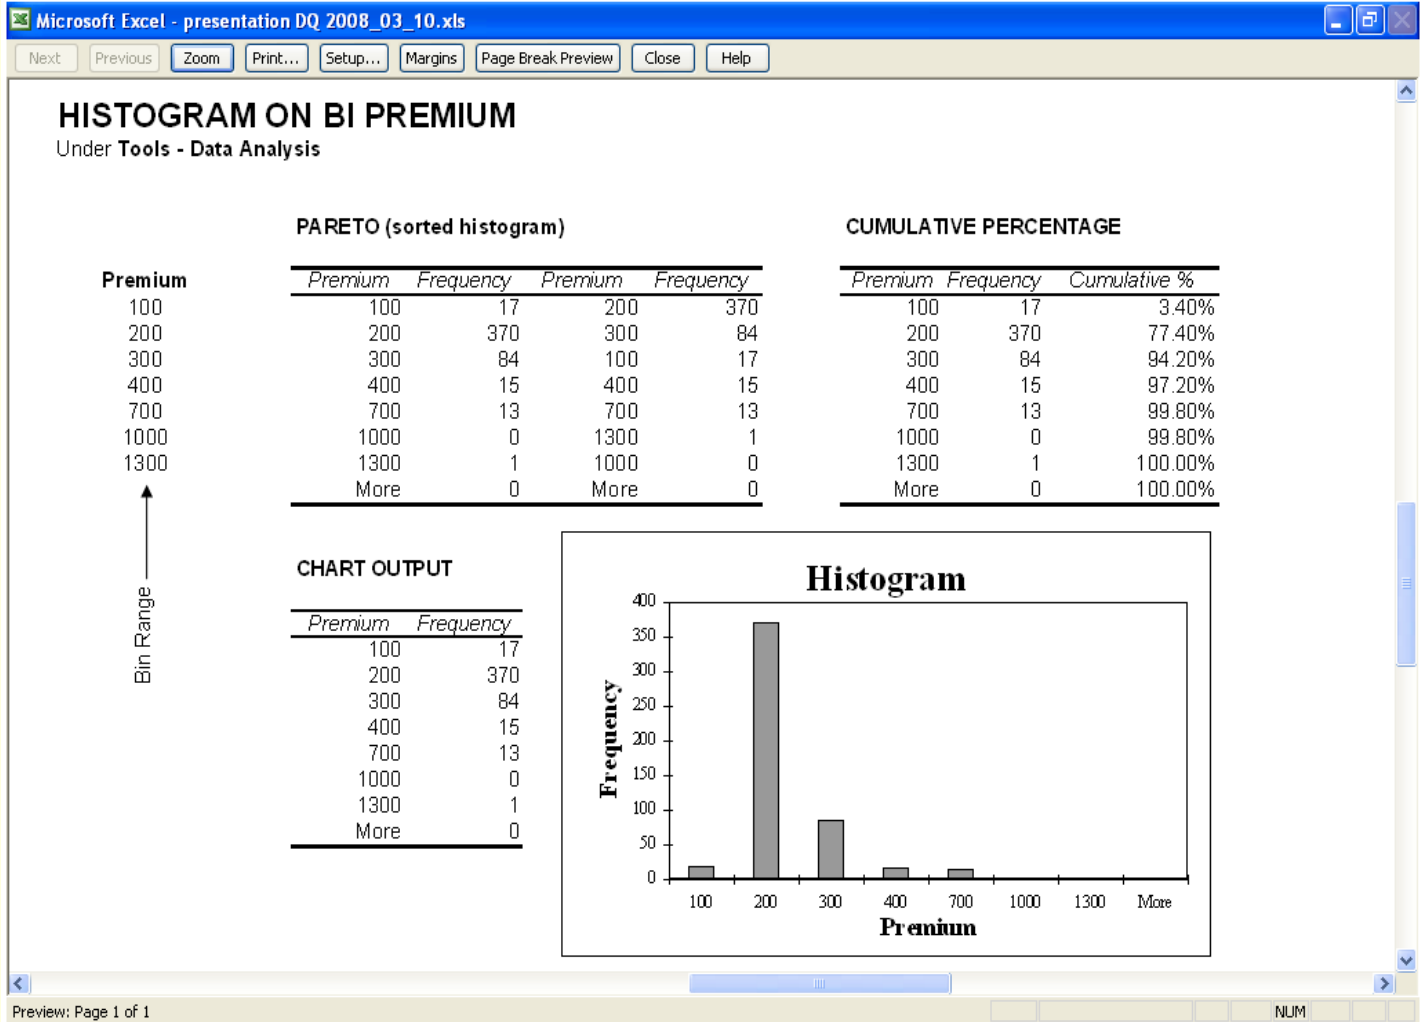 Microsoft Excel - presentation DQ 2008_03_10.xls
Next Previous Zoom Print... Setup... Margins Page Break Preview Close Help
HISTOGRAM ON BI PREMIUM
Under Tools - Data Analysis
PARETO (sorted histogram) CUMULATIVE PERCENTAGE
Premium Premium Frequency Premium Frequency Premium Frequency Cumulative %
100 100 17 200 370 100 17 3.40%
200 200 370 300 84 200 370 77.40%
300 300 84 100 17 300 84 94.20%
400 400 15 400 15 400 15 97.20%
700 700 13 700 13 700 13 99.80%
1000 1000 0 1300 1 1000 0 99.80%
1300 1300 1 1000 0 1300 1 100.00%
More 0 More 0 More 0 100.00%
Bin Range
CHART OUTPUT
Premium Frequency
100 17
200 370
300 84
400 15
700 13
1000 0
1300 1
More 0
Histogram
Frequency
400
350
300
250
200
150
100
50
0
100 200 300 400 700 1000 1300 More
Premium
Preview: Page 1 of 1 NUM